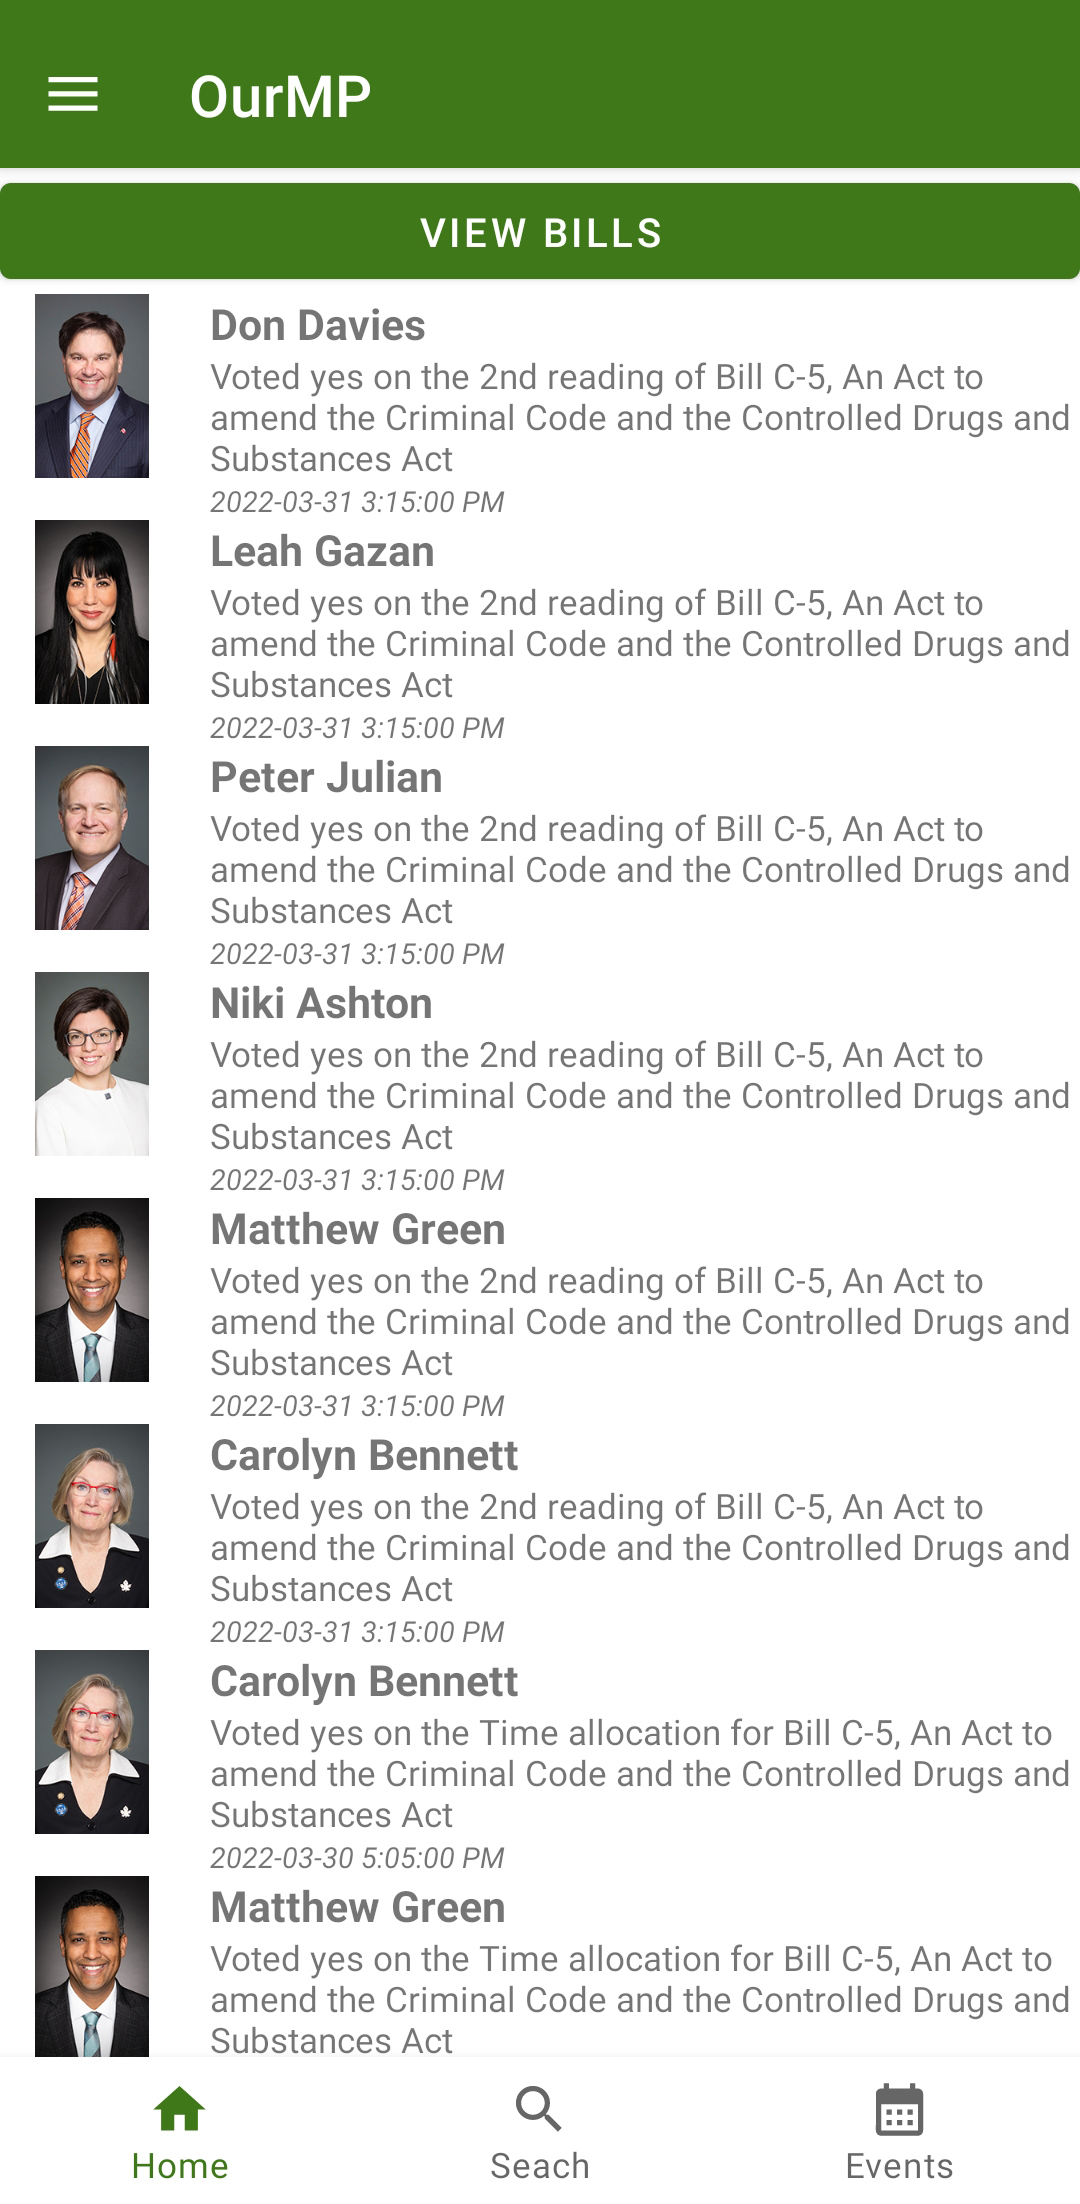 OurMP
VIEW BILLS
Don Davies
Voted yes on the 2nd reading of Bill C-5, An Act to
amend the Criminal Code and the Controlled Drugs and
Substances Act
2022-03-31 3:15:00 PM
Leah Gazan
Voted yes on the 2nd reading of Bill C-5, An Act to
amend the Criminal Code and the Controlled Drugs and
Substances Act
2022-03-31 3:15:00 PM
Peter Julian
Voted yes on the 2nd reading of Bill C-5, An Act to
amend the Criminal Code and the Controlled Drugs and
Substances Act
2022-03-31 3:15:00 PM
Niki Ashton
Voted yes on the 2nd reading of Bill C-5, An Act to
amend the Criminal Code and the Controlled Drugs and
Substances Act
2022-03-31 3:15:00 PM
Matthew Green
Voted yes on the 2nd reading of Bill C-5, An Act to
amend the Criminal Code and the Controlled Drugs and
Substances Act
2022-03-31 3:15:00 PM
Carolyn Bennett
Voted yes on the 2nd reading of Bill C-5, An Act to
amend the Criminal Code and the Controlled Drugs and
Substances Act
2022-03-31 3:15:00 PM
Carolyn Bennett
Voted yes on the Time allocation for Bill C-5, An Act to
amend the Criminal Code and the Controlled Drugs and
Substances Act
2022-03-30 5:05:00 PM
Matthew Green
Voted yes on the Time allocation for Bill C-5, An Act to
amend the Criminal Code and the Controlled Drugs and
Substances Act
Home
Seach
Events